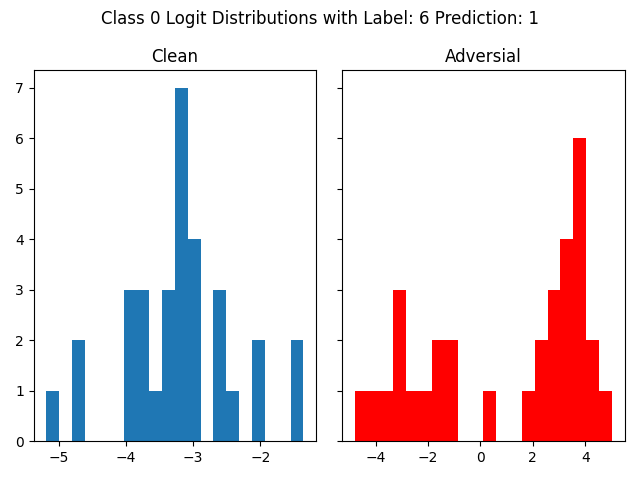 Class 0 Logit Distributions with Label: 6 Prediction: 1
Clean
Adversial
7
6
5
4
3
2
1
0
−5 −4 −3 −2
−4 −2 0 2 4